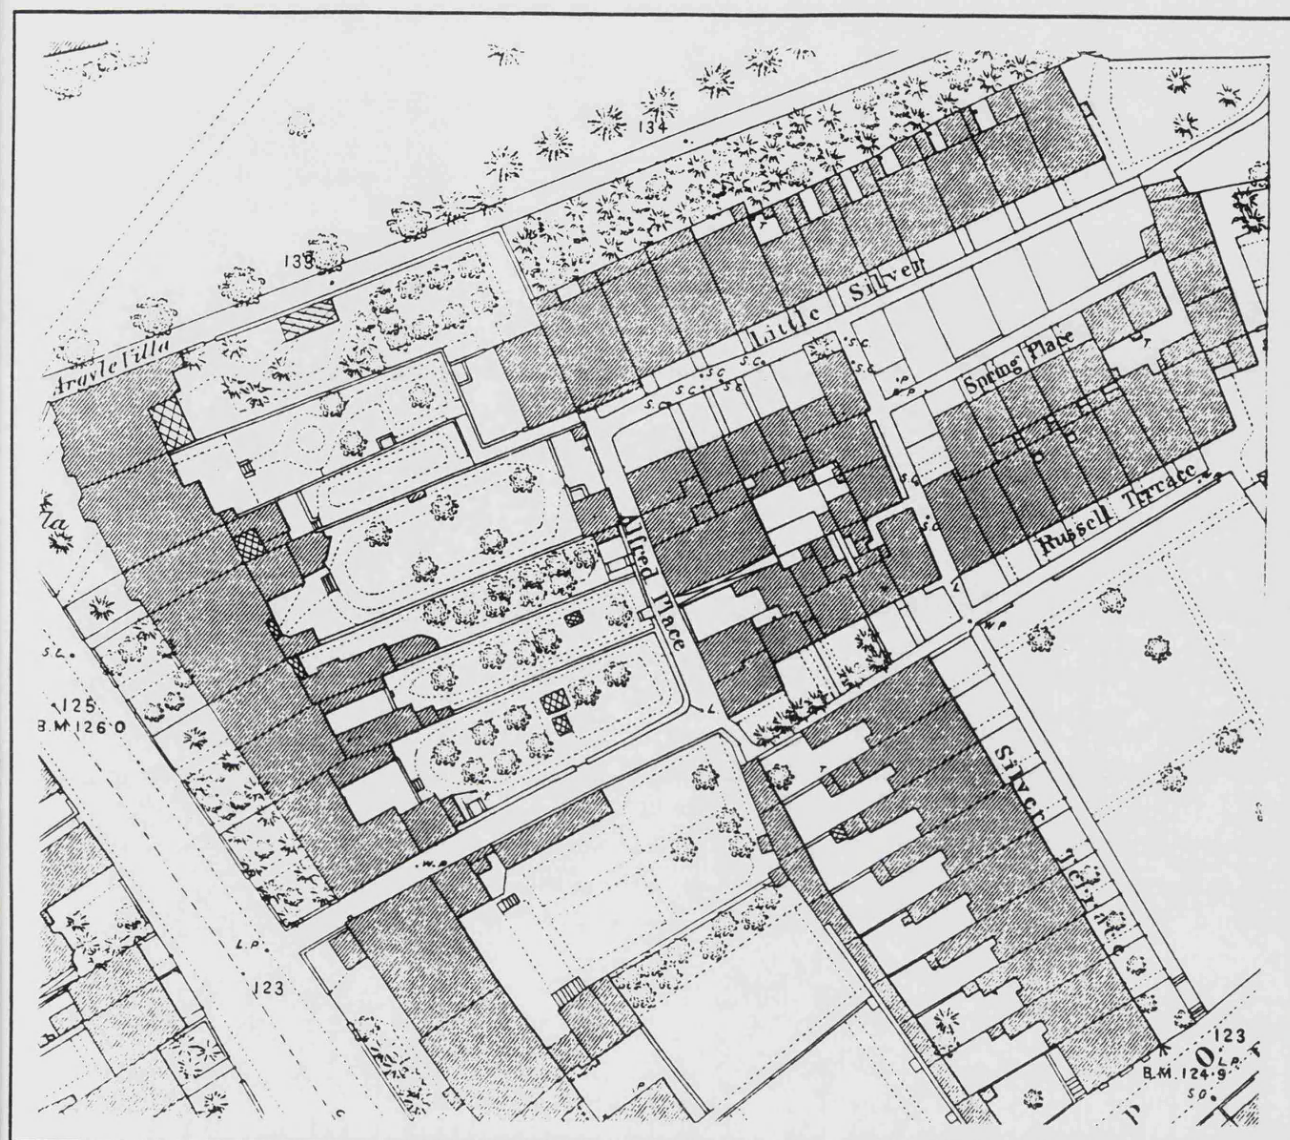 134
133
Little Silver
Argyle Villa
S.C.
S.C.
S.C.
S.C.
S.C.
S.C.
S.C.
P
P
Spring Place
T
Alfred Place
S.C.
S.C.
Russell Terrace
L
W.P.
S.L.
125
B.M.126.0
L
T
Silver Terrace
W.P.
L.P.
123
123
O
L.P.
B.M.124.9
S.O.
P
P
S